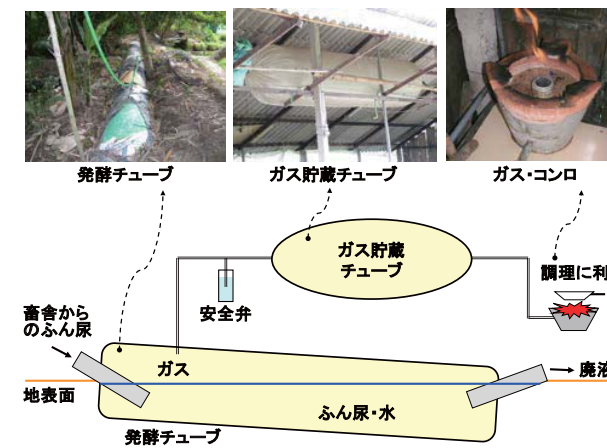 発酵チューブ
ガス貯蔵チューブ
ガス・コンロ
ガス貯蔵
チューブ
調理に利
安全弁
畜舎から
のふん尿
ガス
廃液
地表面
ふん尿・水
発酵チューブ